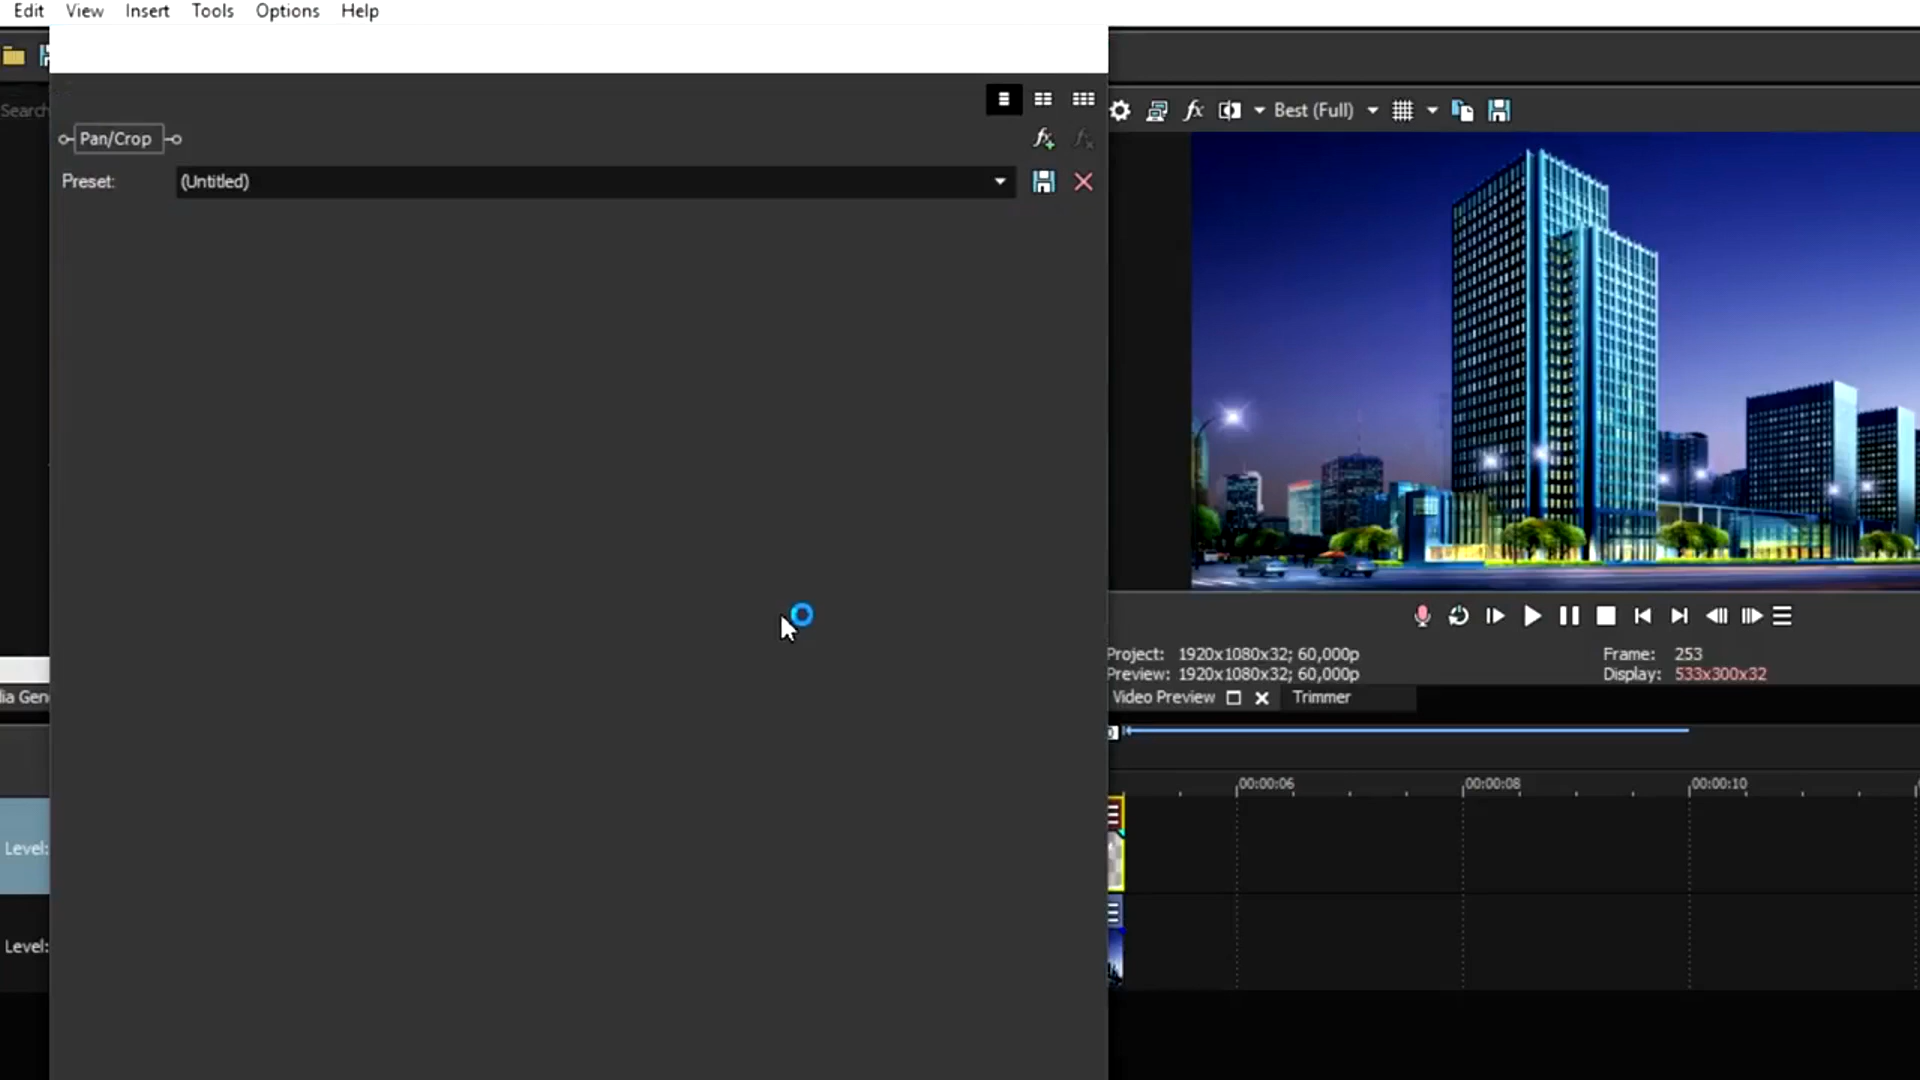 Edit View Insert Tools Options Help
Search
Best (Full)
Pan/Crop
Preset: (Untitled)
Project: 1920x1080x32; 60,000p
Frame: 253
Preview: 1920x1080x32; 60,000p
Display: 533x300x32
dia Gen
Video Preview
Trimmer
00:00:06 00:00:08 00:00:10
Level:
Level: